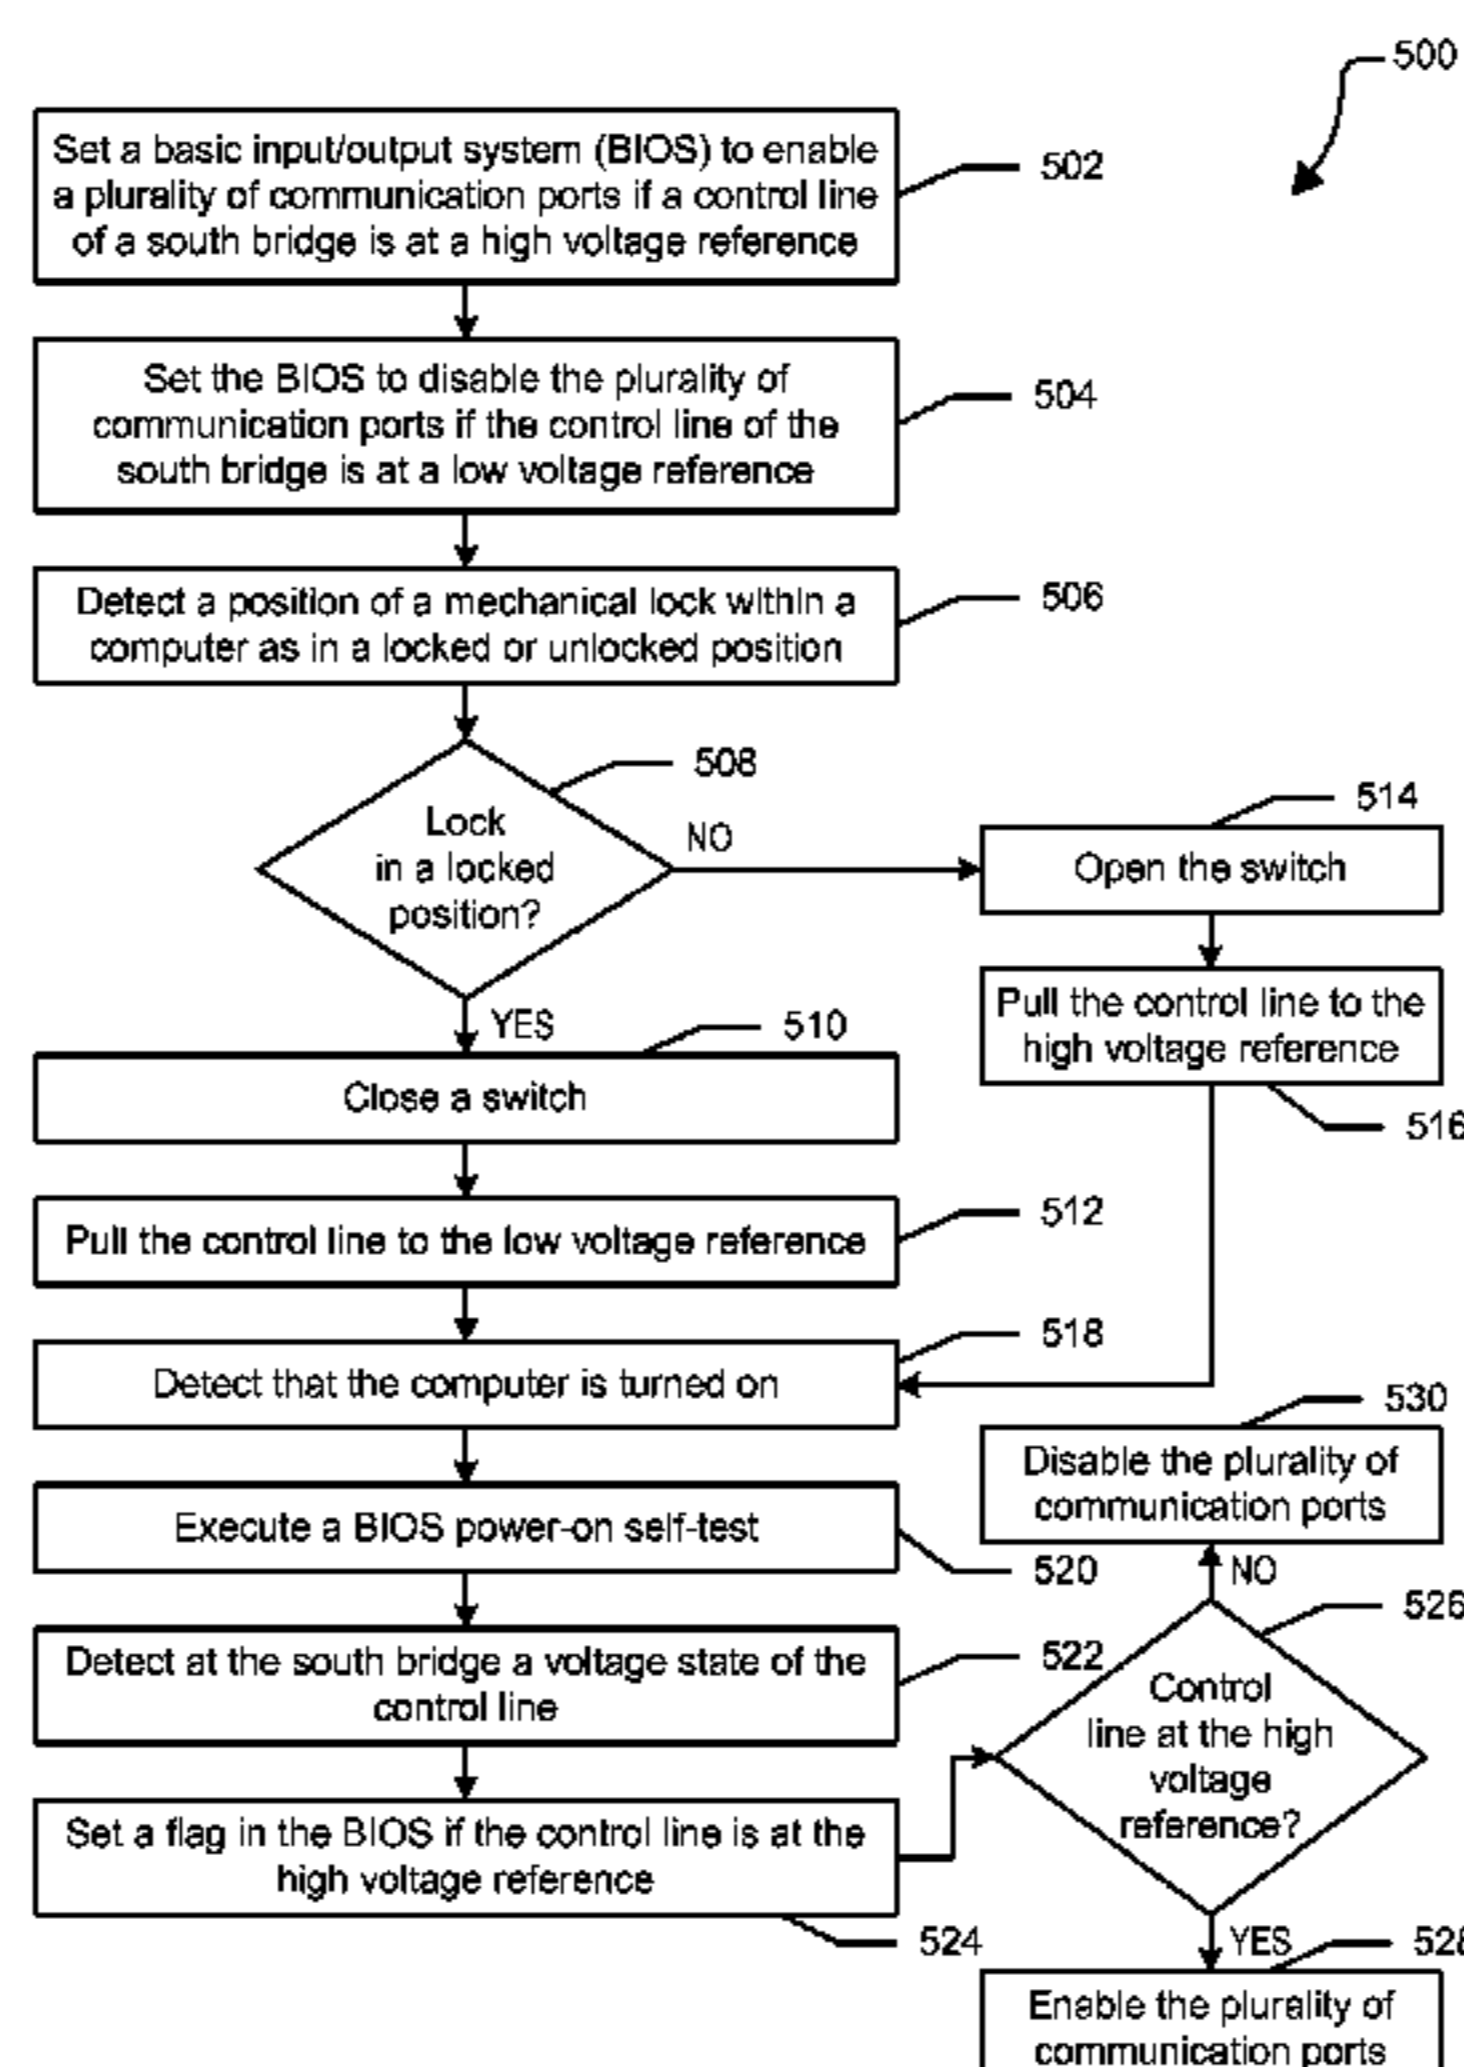 500
Set a basic input/output system (BIOS) to enable
a plurality of communication ports if a control line
of a south bridge is at a high voltage reference
502
Set the BIOS to disable the plurality of
communication ports if the control line of the
south bridge is at a low voltage reference
504
Detect a position of a mechanical lock within a
computer as in a locked or unlocked position
506
508
Lock
in a locked
position?
NO
514
Open the switch
Pull the control line to the
high voltage reference
516
YES
510
Close a switch
Pull the control line to the low voltage reference
512
Detect that the computer is turned on
518
Execute a BIOS power-on self-test
520
Detect at the south bridge a voltage state of the
control line
522
Set a flag in the BIOS if the control line is at the
high voltage reference
524
530
Disable the plurality of
communication ports
NO
526
Control
line at the high
voltage
reference?
YES
528
Enable the plurality of
communication ports